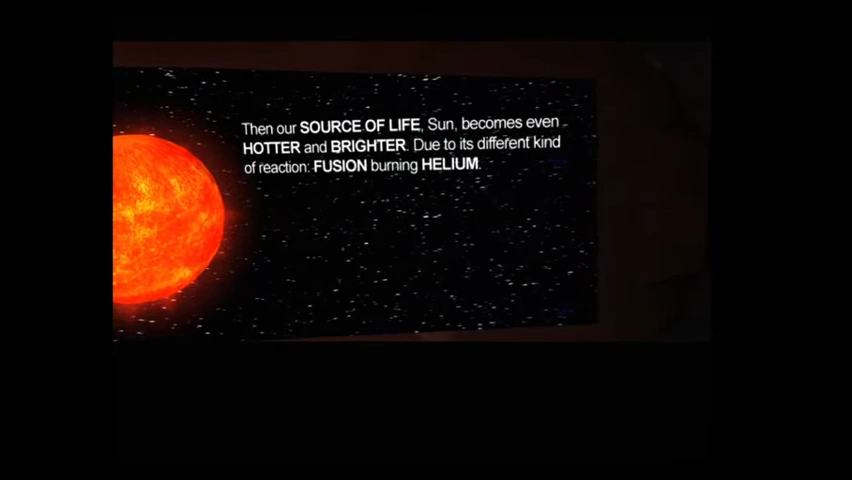 Then our SOURCE OF LIFE, Sun, becomes even
HOTTER and BRIGHTER. Due to its different kind
of reaction: FUSION burning HELIUM.